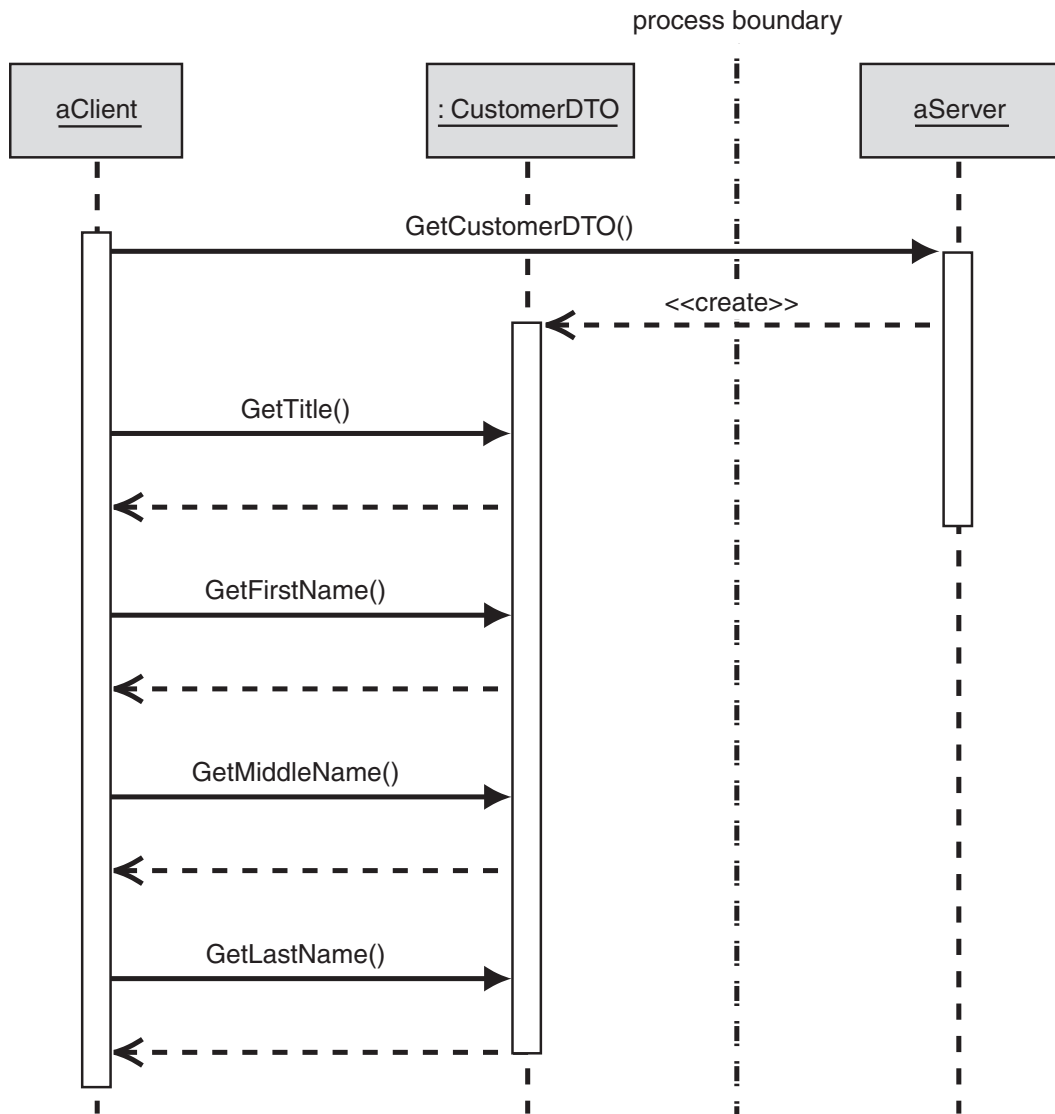 process boundary
aClient
: CustomerDTO
aServer
GetCustomerDTO()
<<create>>
GetTitle()
GetFirstName()
GetMiddleName()
GetLastName()